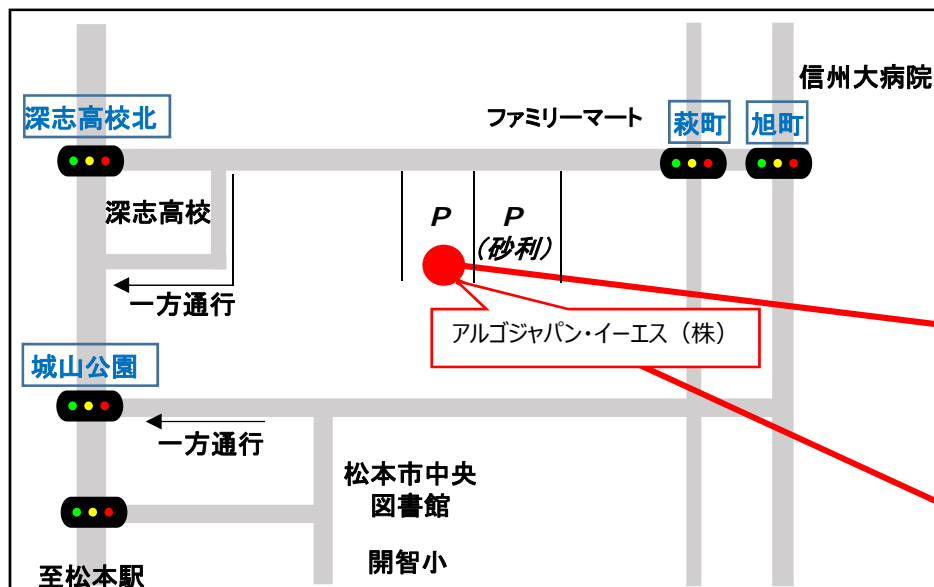 信州大病院
深志高校北
ファミリーマート
萩町
旭町
深志高校
P
P
（砂利）
一方通行
アルゴジャパン・イーエス（株）
城山公園
一方通行
松本市中央
図書館
開智小
至松本駅